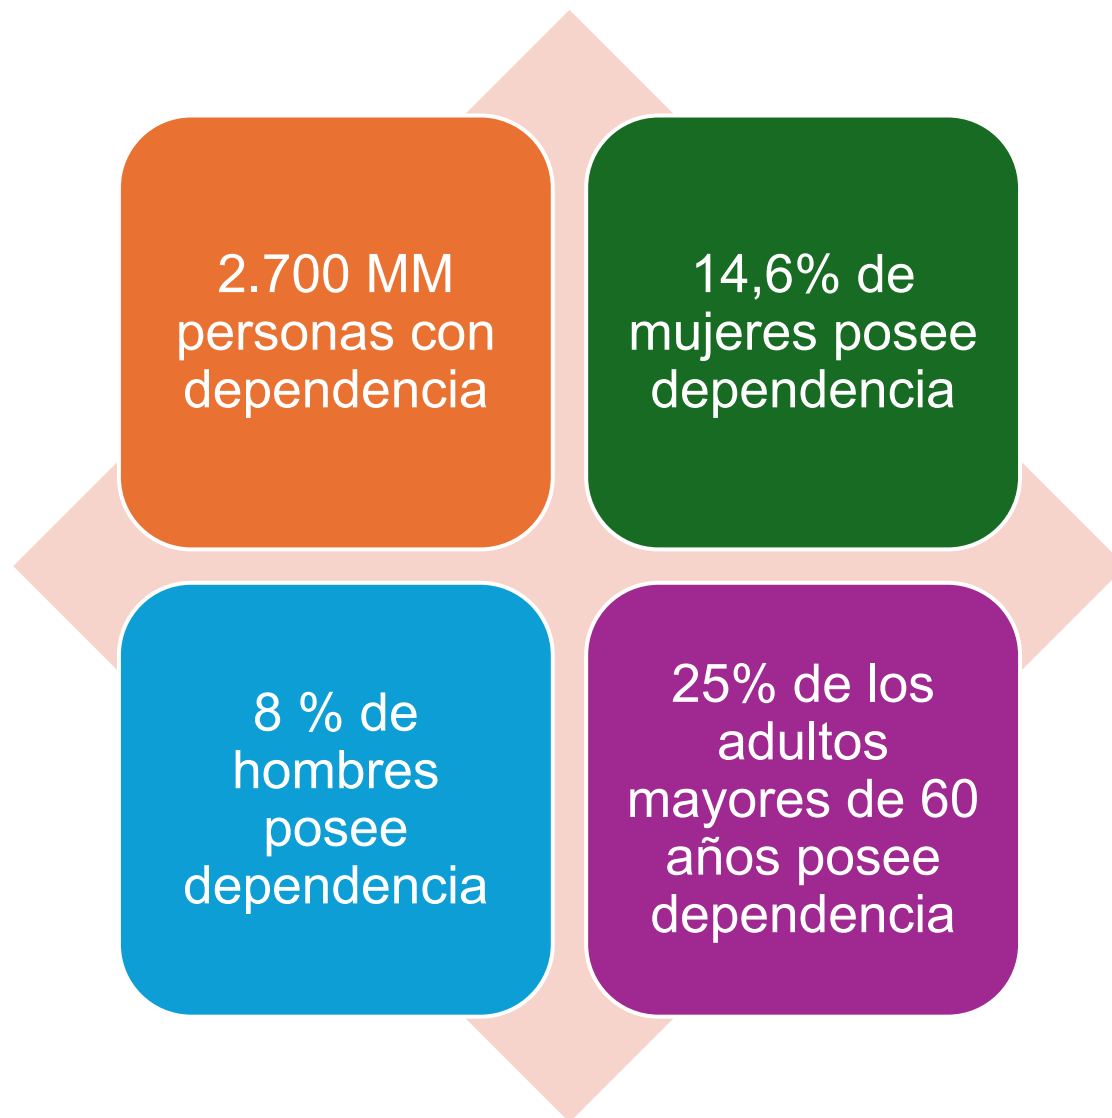 2.700 MM
personas con
dependencia
14,6% de
mujeres posee
dependencia
8 % de
hombres
posee
dependencia
25% de los
adultos
mayores de 60
años posee
dependencia